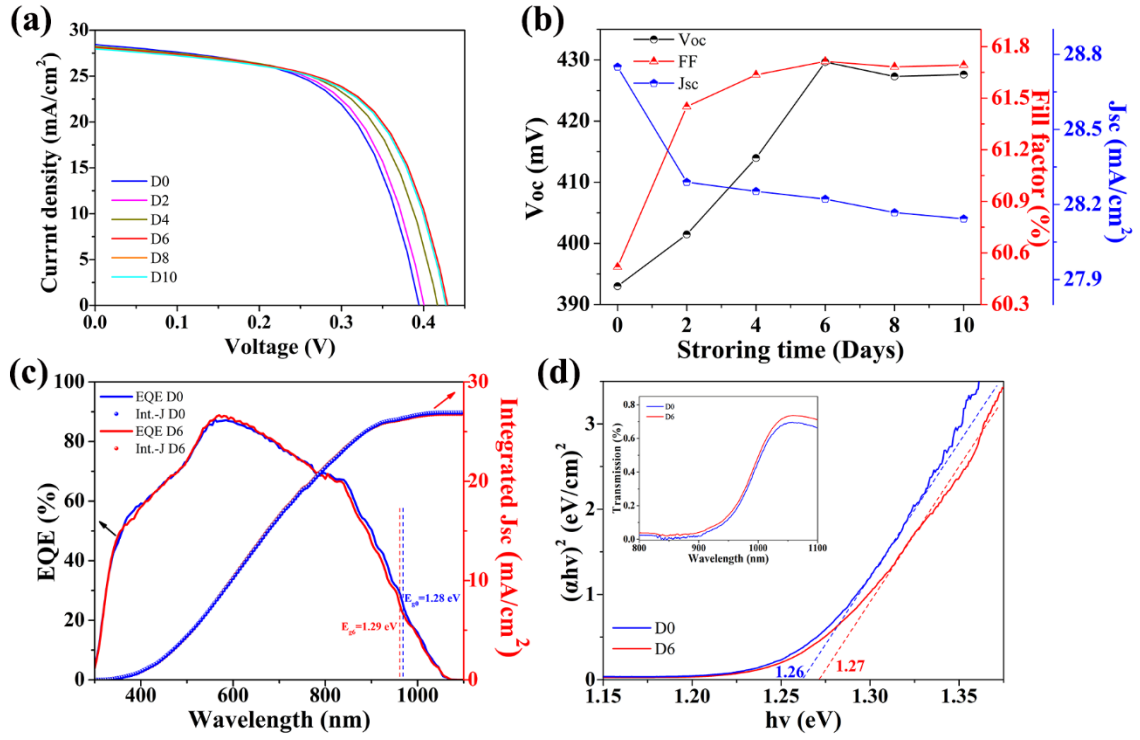 (a)
Currnt density (mA/cm²)
30
25
20
15
10
5
0
D0
D2
D4
D6
D8
D10
0.0 0.1 0.2 0.3 0.4
Voltage (V)
(b)
Voc (mV)
430
420
410
400
390
Voc
FF
Jsc
0 2 4 6 8 10
Stroring time (Days)
61.8
61.5
61.2
60.9
60.6
60.3
Fill factor (%)
28.8
28.5
28.2
27.9
Jsc (mA/cm²)
(c)
EQE (%)
100
80
60
40
20
0
EQE D0
Int.-J D0
EQE D6
Int.-J D6
Eg0=1.28 eV
Eg6=1.29 eV
400 600 800 1000
Wavelength (nm)
30
20
10
0
Integrated Jsc (mA/cm²)
(d)
(αhv)² (eV/cm)²
3
2
1
0
Transmission (%)
0.8
0.6
0.4
0.2
0.0
D0
D6
800 900 1000 1100
Wavelength (nm)
D0
D6
1.26
1.27
1.15 1.20 1.25 1.30 1.35
hv (eV)